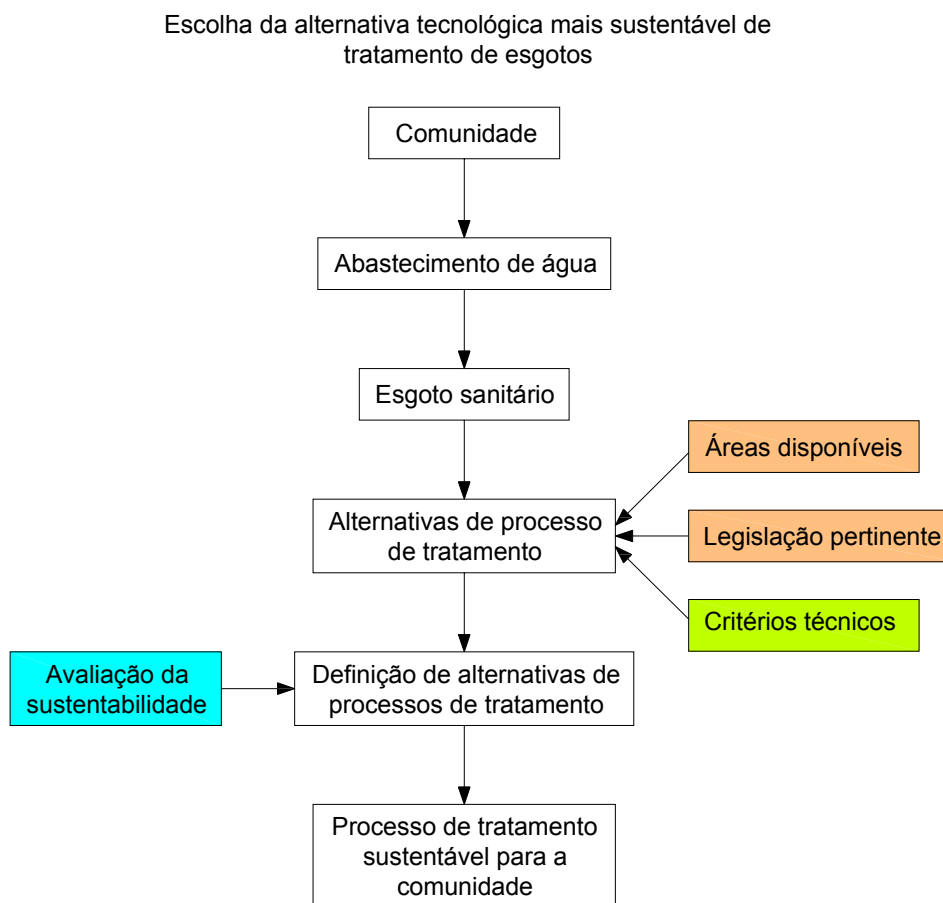 Escolha da alternativa tecnológica mais sustentável de
tratamento de esgotos
Comunidade
Abastecimento de água
Esgoto sanitário
Áreas disponíveis
Alternativas de processo
de tratamento
Legislação pertinente
Critérios técnicos
Avaliação da
sustentabilidade
Definição de alternativas de
processos de tratamento
Processo de tratamento
sustentável para a
comunidade